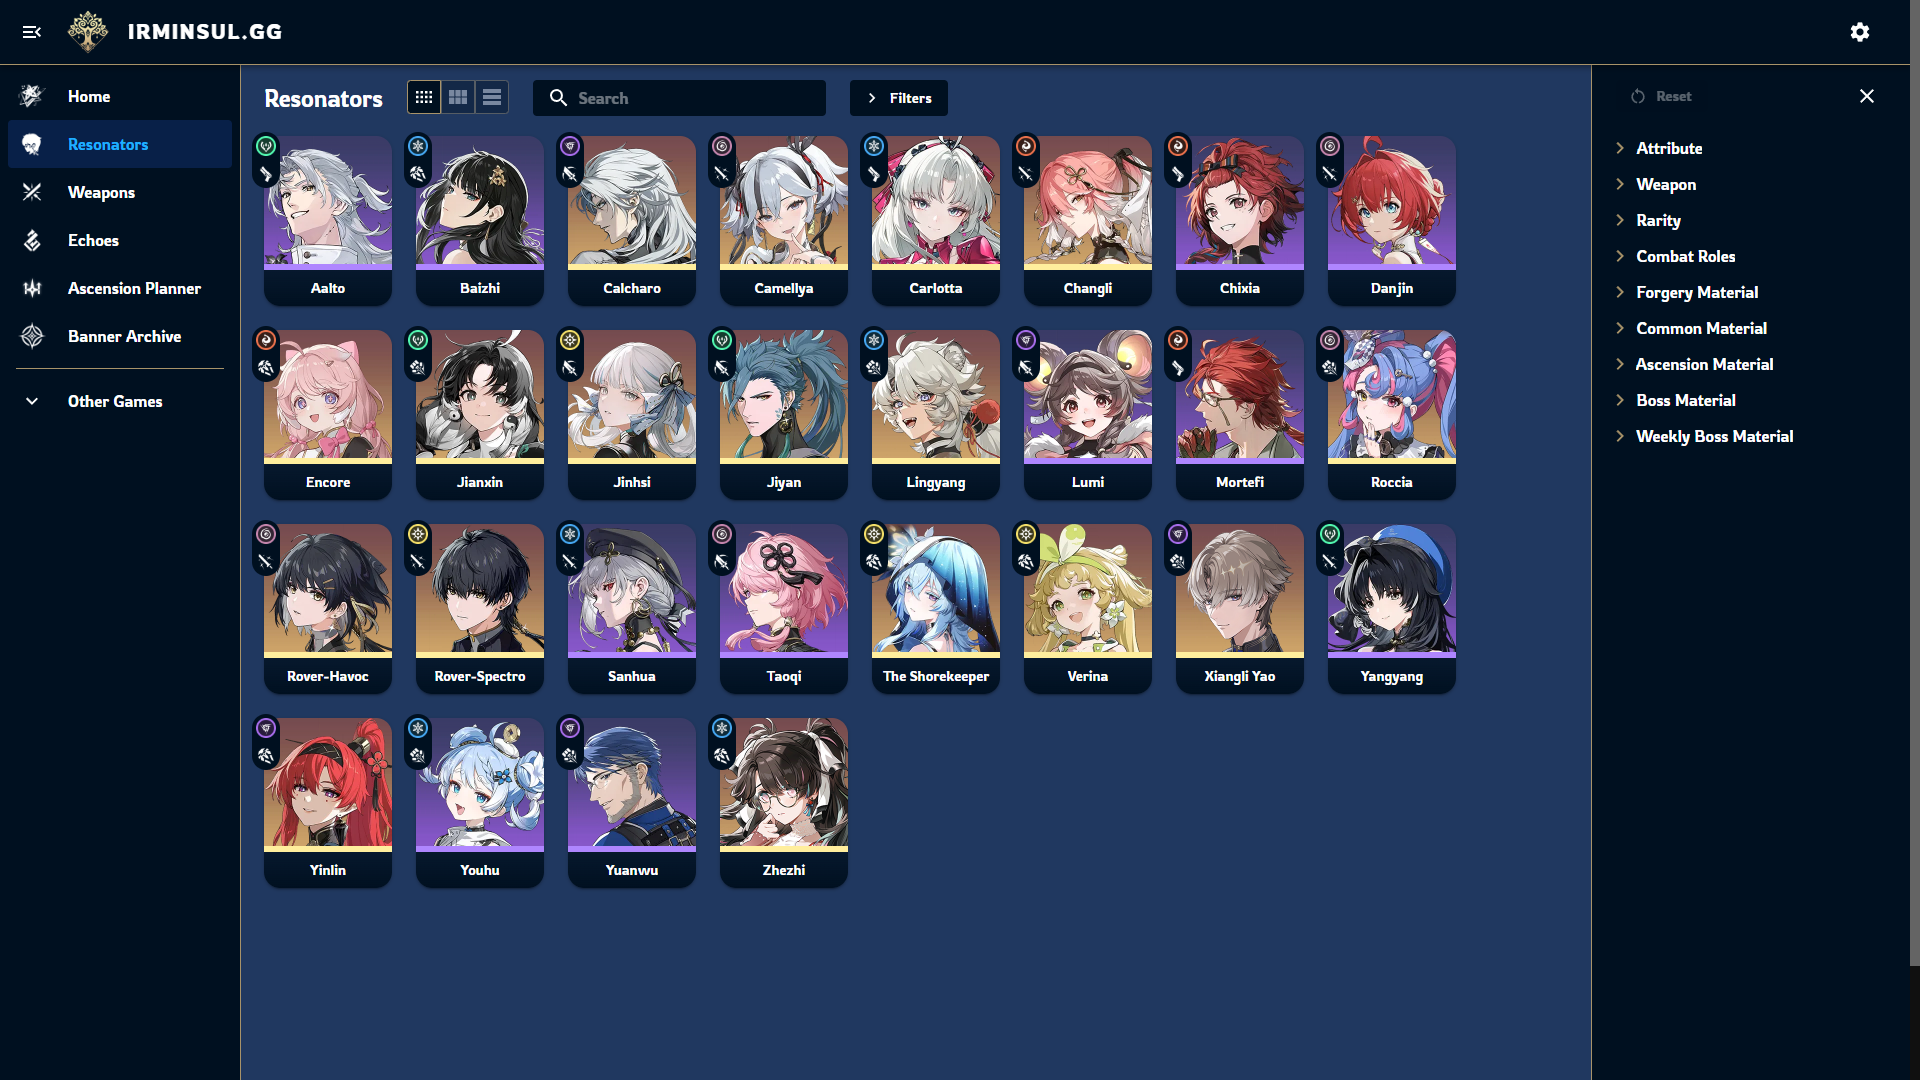 IRMINSUL.GG
Home
Resonators
Weapons
Echoes
Ascension Planner
Banner Archive
Other Games
Resonators
Search
Filters
Aalto
Baizhi
Calcharo
Camellya
Carlotta
Changli
Chixia
Danjin
Encore
Jianxin
Jinhsi
Jiyan
Lingyang
Lumi
Mortefi
Roccia
Rover-Havoc
Rover-Spectro
Sanhua
Taoqi
The Shorekeeper
Verina
Xiangli Yao
Yangyang
Yinlin
Youhu
Yuanwu
Zhezhi
Reset
Attribute
Weapon
Rarity
Combat Roles
Forgery Material
Common Material
Ascension Material
Boss Material
Weekly Boss Material